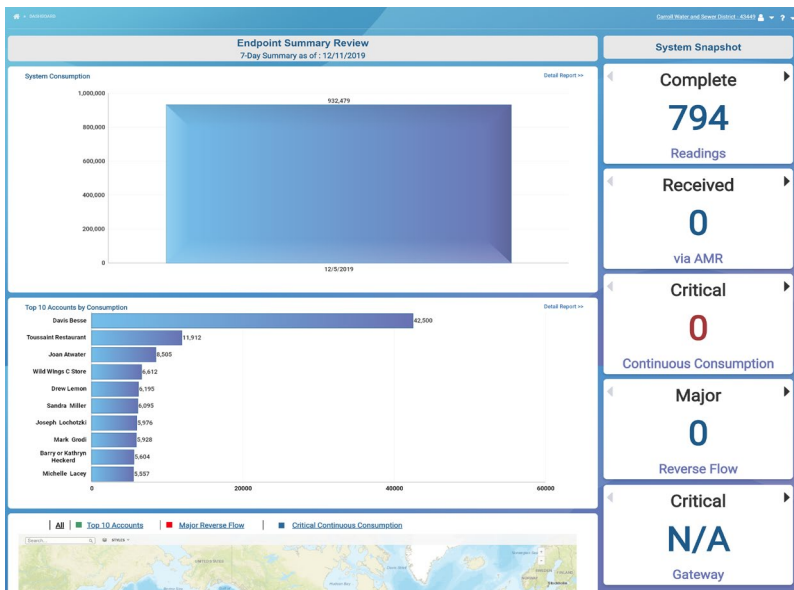 DASHBOARD
Carroll Water and Sewer District - 43449
?
Endpoint Summary Review
7-Day Summary as of : 12/11/2019
System Consumption
Detail Report >>
1,000,000
932,479
800,000
600,000
400,000
200,000
0
12/5/2019
Top 10 Accounts by Consumption
Detail Report >>
Davis Besse
42,500
Toussaint Restaurant
11,912
Joan Atwater
8,505
Wild Wings C Store
6,612
Drew Lemon
6,195
Sandra Miller
6,095
Joseph Lochotzki
5,976
Mark Grodi
5,928
Barry or Kathryn
Heckerd
5,604
Michelle Lacey
5,557
0
20000
40000
60000
All
Top 10 Accounts
Major Reverse Flow
Critical Continuous Consumption
Search...
System Snapshot
Complete
794
Readings
Received
0
via AMR
Critical
0
Continuous Consumption
Major
0
Reverse Flow
Critical
N/A
Gateway